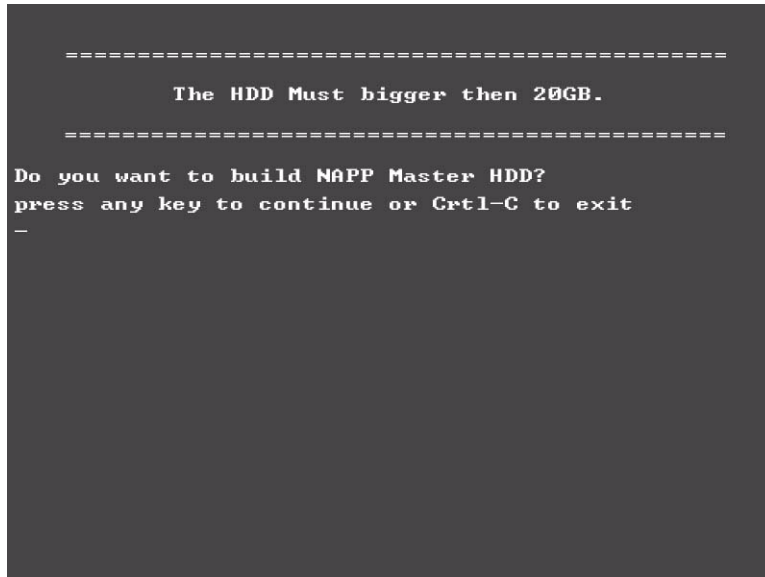 ==============================================
The HDD Must bigger then 20GB.
==============================================
Do you want to build NAPP Master HDD?
press any key to continue or Crtl-C to exit
_